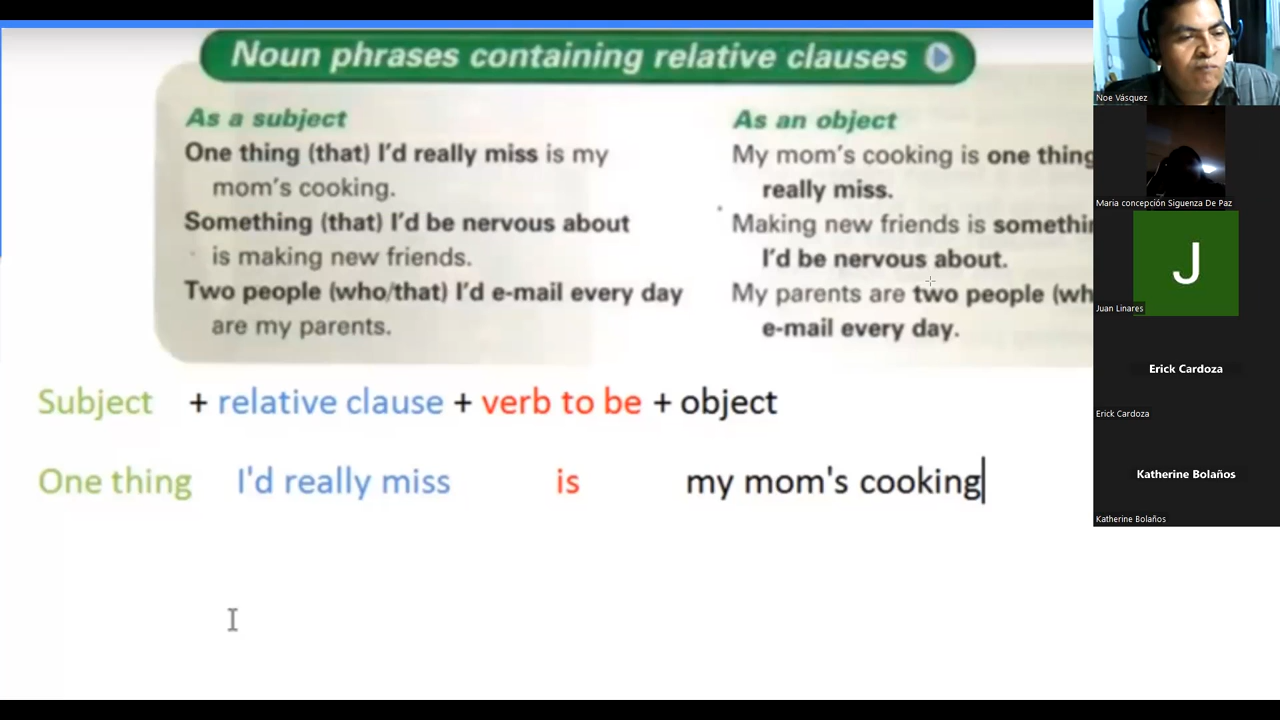 Noun phrases containing relative clauses
As a subject
One thing (that) I'd really miss is my
mom's cooking.
Something (that) I'd be nervous about
is making new friends.
Two people (who/that) I'd e-mail every day
are my parents.
As an object
My mom's cooking is one thing
really miss.
Making new friends is somethin
I'd be nervous about.
My parents are two people (wh
e-mail every day.
Subject + relative clause + verb to be + object
One thing I'd really miss is my mom's cooking
Noe Vásquez
Maria concepción Siguenza De Paz
J
Juan Linares
Erick Cardoza
Erick Cardoza
Katherine Bolaños
Katherine Bolaños